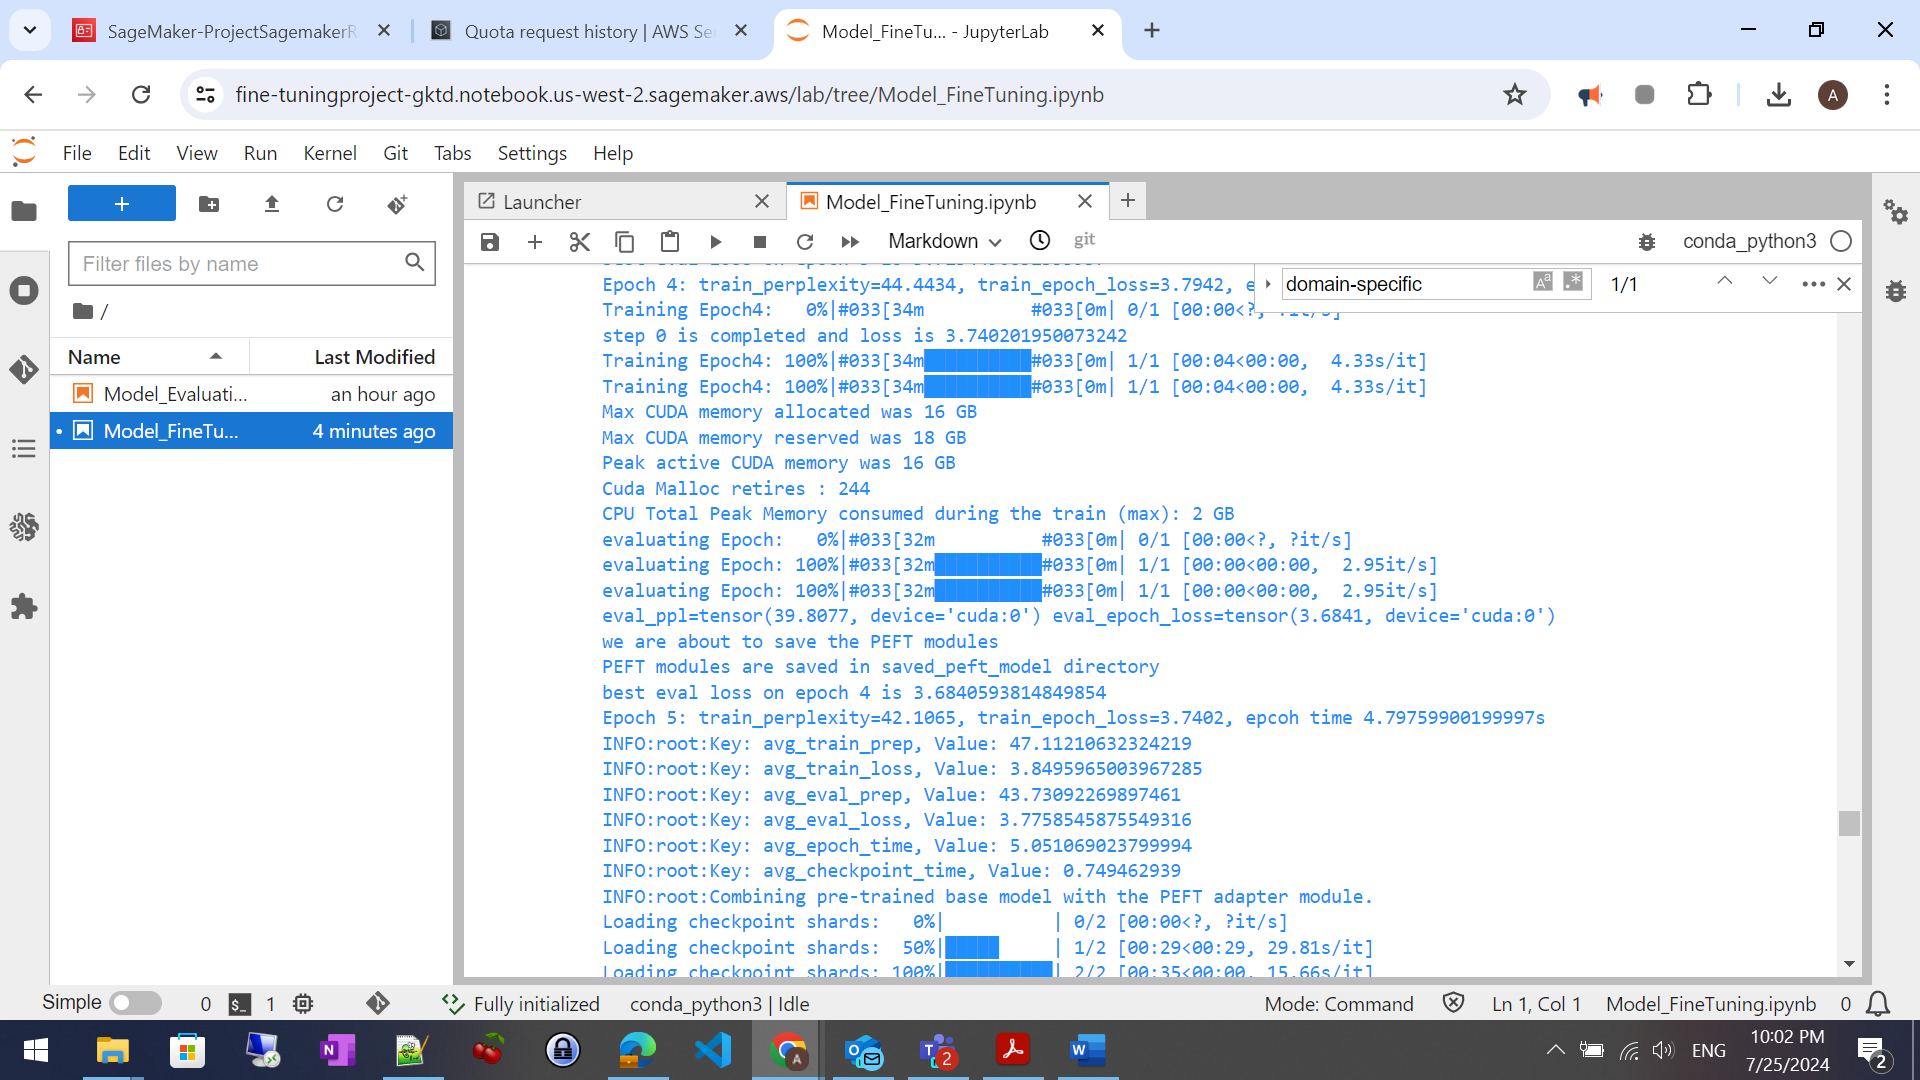 SageMaker-ProjectSagemakerR
Quota request history | AWS Se
Model_FineTu... - JupyterLab
fine-tuningproject-gktd.notebook.us-west-2.sagemaker.aws/lab/tree/Model_FineTuning.ipynb
A
File Edit View Run Kernel Git Tabs Settings Help
Launcher
Model_FineTuning.ipynb
Filter files by name
/
Name Last Modified
Model_Evaluati... an hour ago
Model_FineTu... 4 minutes ago
Markdown
git
conda_python3
domain-specific
1/1
Epoch 4: train_perplexity=44.4434, train_epoch_loss=3.7942, e
Training Epoch4:   0%|#033[34m          #033[0m| 0/1 [00:00<?, ?it/s]
step 0 is completed and loss is 3.740201950073242
Training Epoch4: 100%|#033[34m██████████#033[0m| 1/1 [00:04<00:00,  4.33s/it]
Training Epoch4: 100%|#033[34m██████████#033[0m| 1/1 [00:04<00:00,  4.33s/it]
Max CUDA memory allocated was 16 GB
Max CUDA memory reserved was 18 GB
Peak active CUDA memory was 16 GB
Cuda Malloc retires : 244
CPU Total Peak Memory consumed during the train (max): 2 GB
evaluating Epoch:   0%|#033[32m          #033[0m| 0/1 [00:00<?, ?it/s]
evaluating Epoch: 100%|#033[32m██████████#033[0m| 1/1 [00:00<00:00,  2.95it/s]
evaluating Epoch: 100%|#033[32m██████████#033[0m| 1/1 [00:00<00:00,  2.95it/s]
eval_ppl=tensor(39.8077, device='cuda:0') eval_epoch_loss=tensor(3.6841, device='cuda:0')
we are about to save the PEFT modules
PEFT modules are saved in saved_peft_model directory
best eval loss on epoch 4 is 3.6840593814849854
Epoch 5: train_perplexity=42.1065, train_epoch_loss=3.7402, epcoh time 4.79759900199997s
INFO:root:Key: avg_train_prep, Value: 47.11210632324219
INFO:root:Key: avg_train_loss, Value: 3.8495965003967285
INFO:root:Key: avg_eval_prep, Value: 43.73092269897461
INFO:root:Key: avg_eval_loss, Value: 3.7758545875549316
INFO:root:Key: avg_epoch_time, Value: 5.051069023799994
INFO:root:Key: avg_checkpoint_time, Value: 0.749462939
INFO:root:Combining pre-trained base model with the PEFT adapter module.
Loading checkpoint shards:   0%|          | 0/2 [00:00<?, ?it/s]
Loading checkpoint shards:  50%|█████     | 1/2 [00:29<00:29, 29.81s/it]
Loading checkpoint shards: 100%|██████████| 2/2 [00:35<00:00, 15.66s/it]
Simple 0 1 Fully initialized conda_python3 | Idle Mode: Command Ln 1, Col 1 Model_FineTuning.ipynb 0
ENG
10:02 PM
7/25/2024
2
2